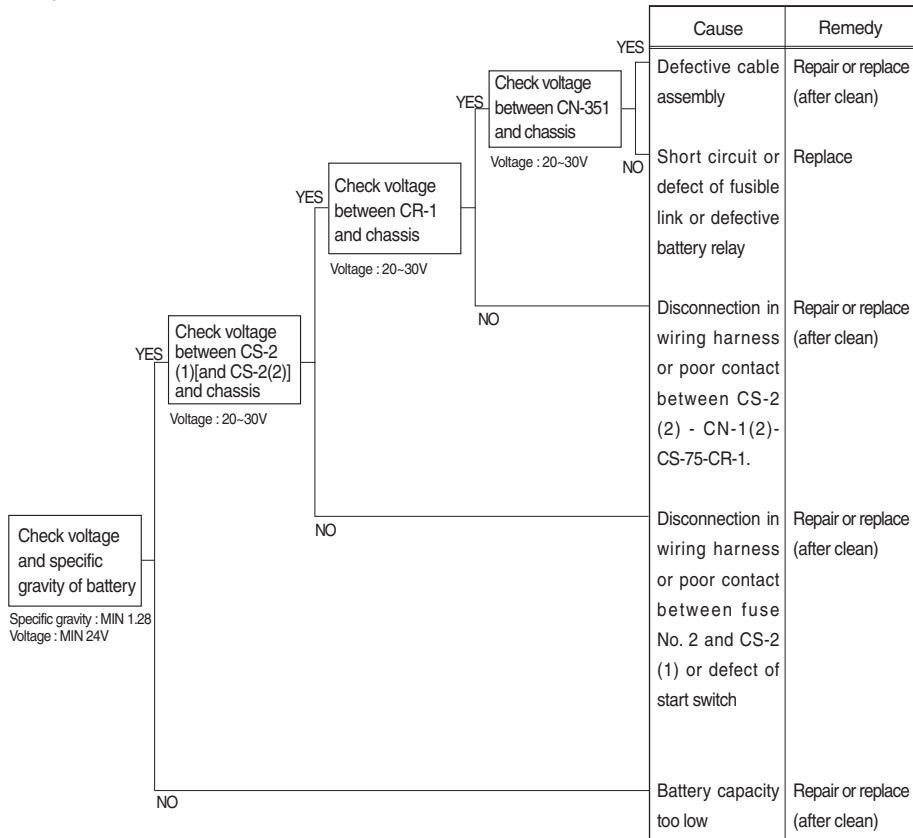 Cause
Remedy
YES
Defective cable
assembly
Repair or replace
(after clean)
YES
Check voltage
between CN-351
and chassis
Voltage : 20~30V
NO
Short circuit or
defect of fusible
link or defective
battery relay
Replace
YES
Check voltage
between CR-1
and chassis
Voltage : 20~30V
NO
Disconnection in
wiring harness
or poor contact
between CS-2
(2) - CN-1(2)-
CS-75-CR-1.
Repair or replace
(after clean)
YES
Check voltage
between CS-2
(1)[and CS-2(2)]
and chassis
Voltage : 20~30V
NO
Disconnection in
wiring harness
or poor contact
between fuse
No. 2 and CS-2
(1) or defect of
start switch
Repair or replace
(after clean)
Check voltage
and specific
gravity of battery
Specific gravity : MIN 1.28
Voltage : MIN 24V
NO
Battery capacity
too low
Repair or replace
(after clean)